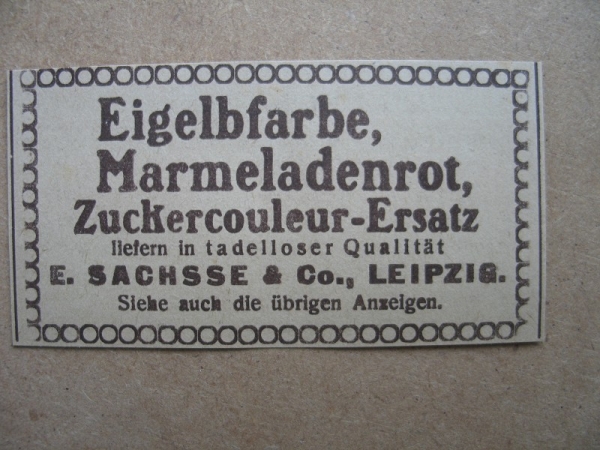 Eigelbfarbe,
Marmeladenrot,
Zuckercouleur-Ersatz
liefern in tadelloser Qualität
E. SACHSSE & Co., LEIPZIG.
Siehe auch die übrigen Anzeigen.